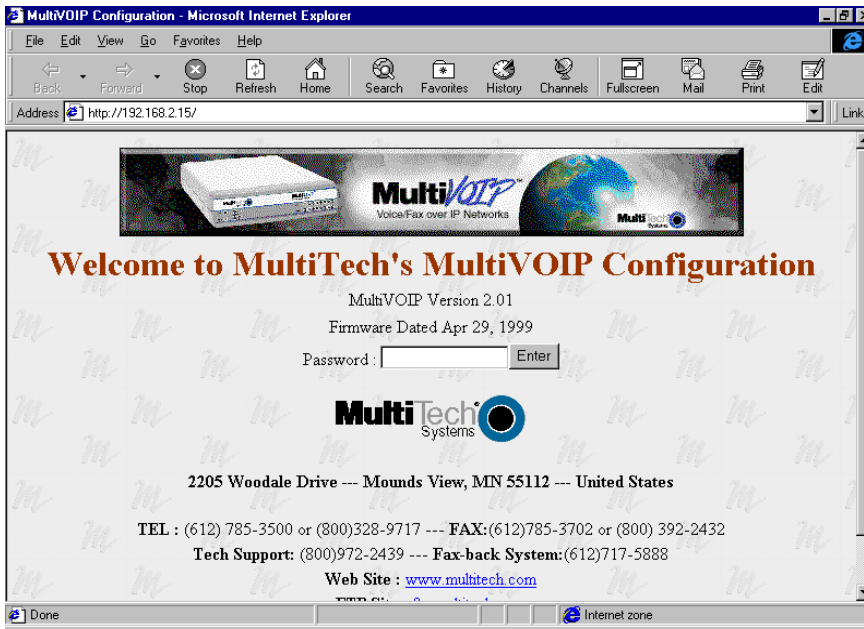 MultiVOIP Configuration - Microsoft Internet Explorer
File Edit View Go Favorites Help
Back Forward Stop Refresh Home Search Favorites History Channels Fullscreen Mail Print Edit
Address http://192.168.2.15/ Link
MultiVOIP™
Voice/Fax over IP Networks
MultiTech
Systems
Welcome to MultiTech's MultiVOIP Configuration
MultiVOIP Version 2.01
Firmware Dated Apr 29, 1999
Password : Enter
MultiTech
Systems
2205 Woodale Drive --- Mounds View, MN 55112 --- United States
TEL : (612) 785-3500 or (800)328-9717 --- FAX:(612)785-3702 or (800) 392-2432
Tech Support: (800)972-2439 --- Fax-back System:(612)717-5888
Web Site : www.multitech.com
Done Internet zone